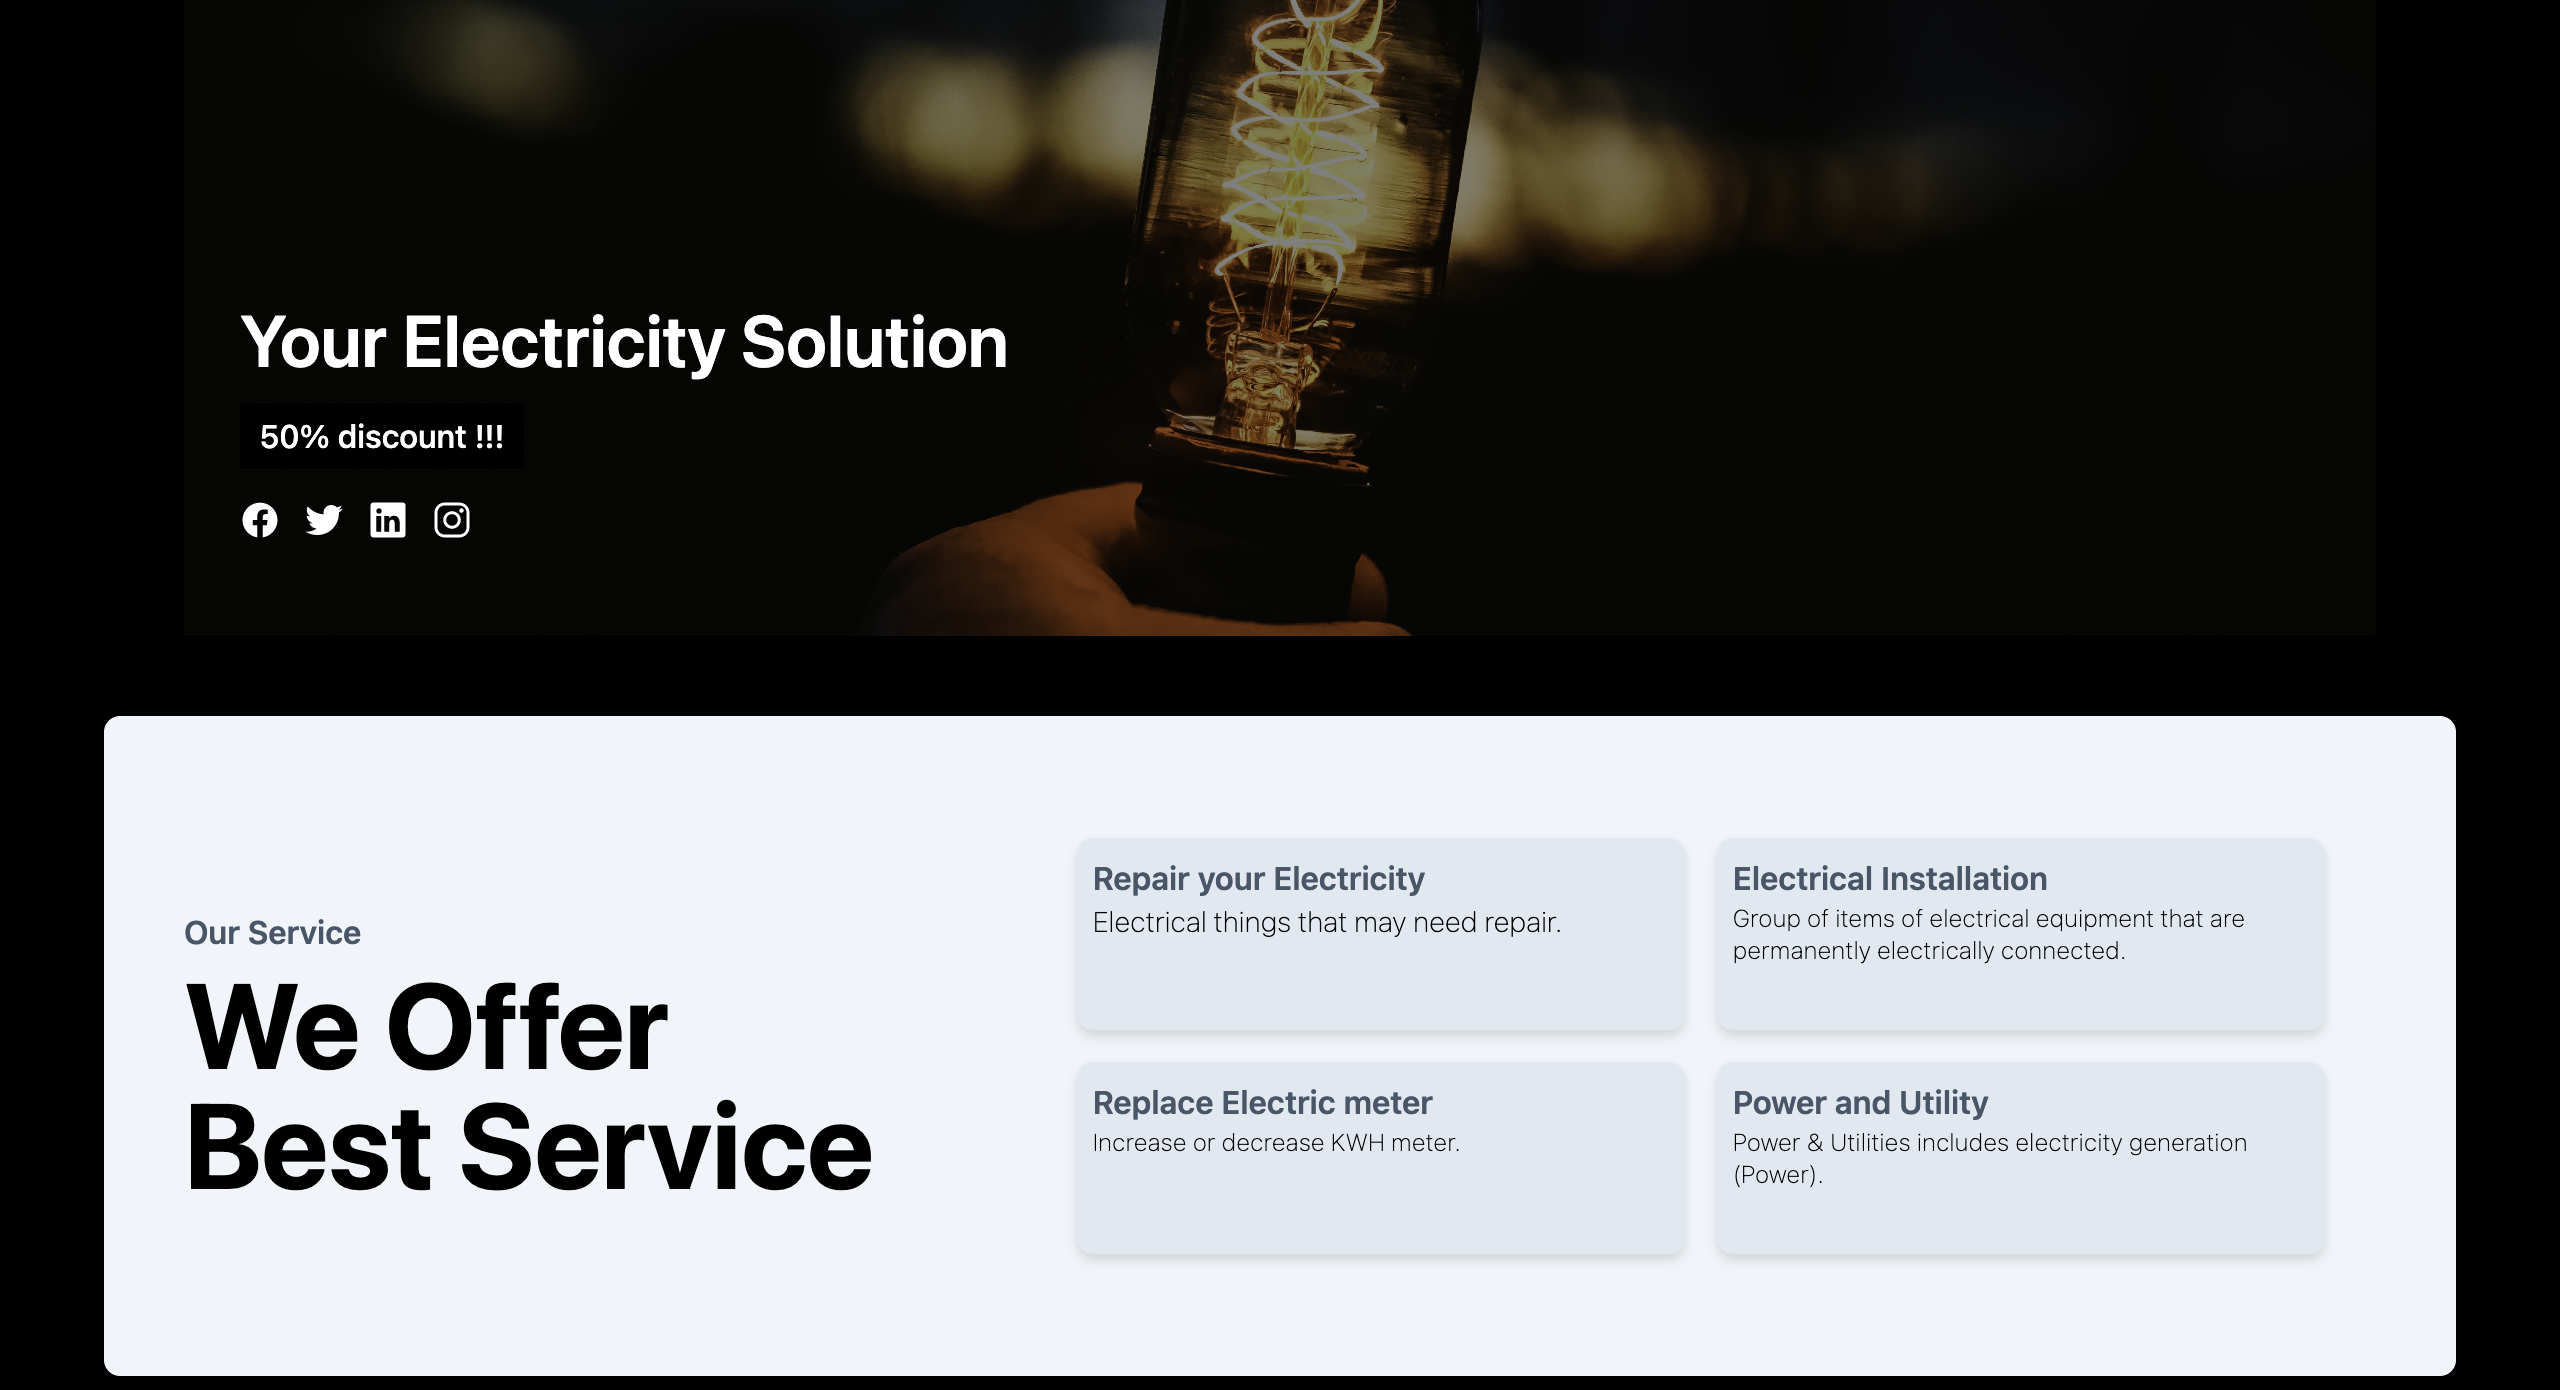 Your Electricity Solution
50% discount !!!
Our Service
We Offer
Best Service
Repair your Electricity
Electrical things that may need repair.
Electrical Installation
Group of items of electrical equipment that are
permanently electrically connected.
Replace Electric meter
Increase or decrease KWH meter.
Power and Utility
Power & Utilities includes electricity generation
(Power).